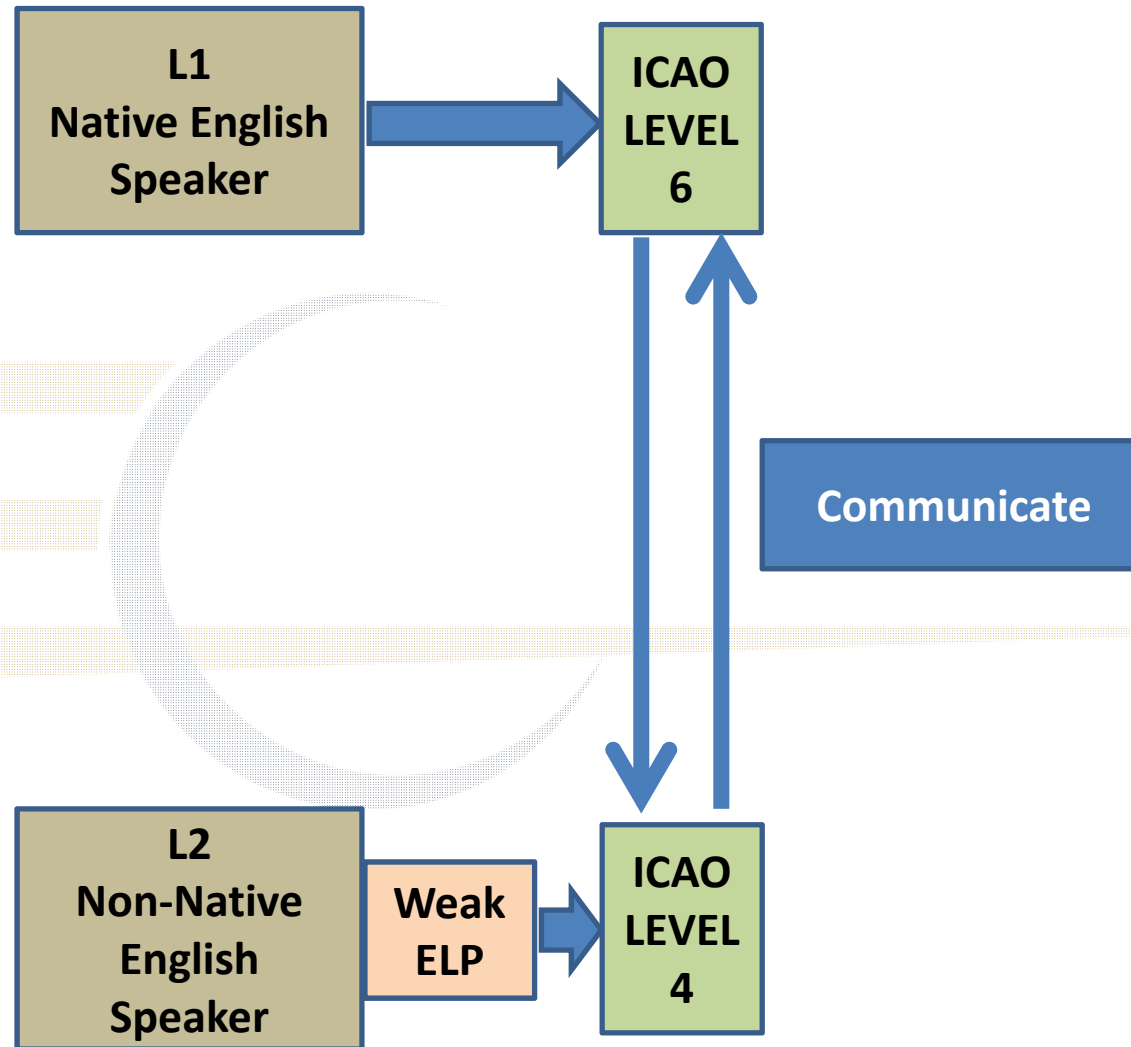 L1
Native English
Speaker
ICAO
LEVEL
6
Communicate
L2
Non-Native
English
Speaker
Weak
ELP
ICAO
LEVEL
4